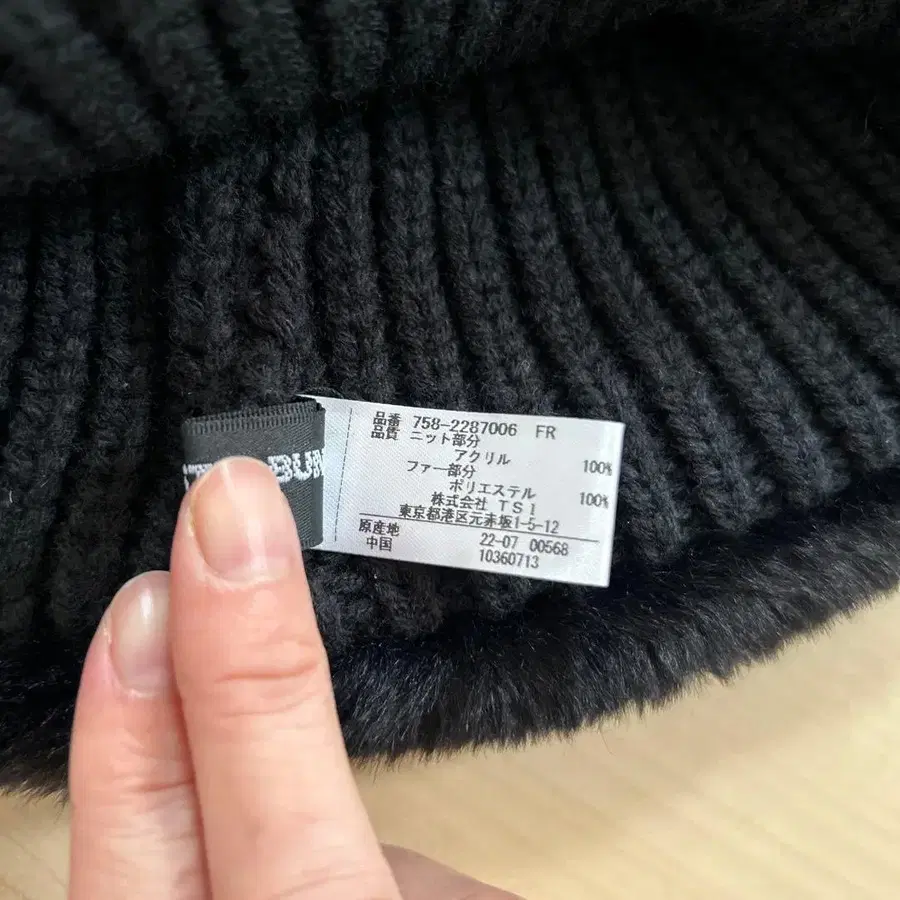 BUN
品番 758-2287006 FR
品質 ニット部分
アクリル 100%
ファー部分
ポリエステル 100%
株式会社 TSI
東京都港区元赤坂1-5-12
原産地 22-07 00568
中国 10360713